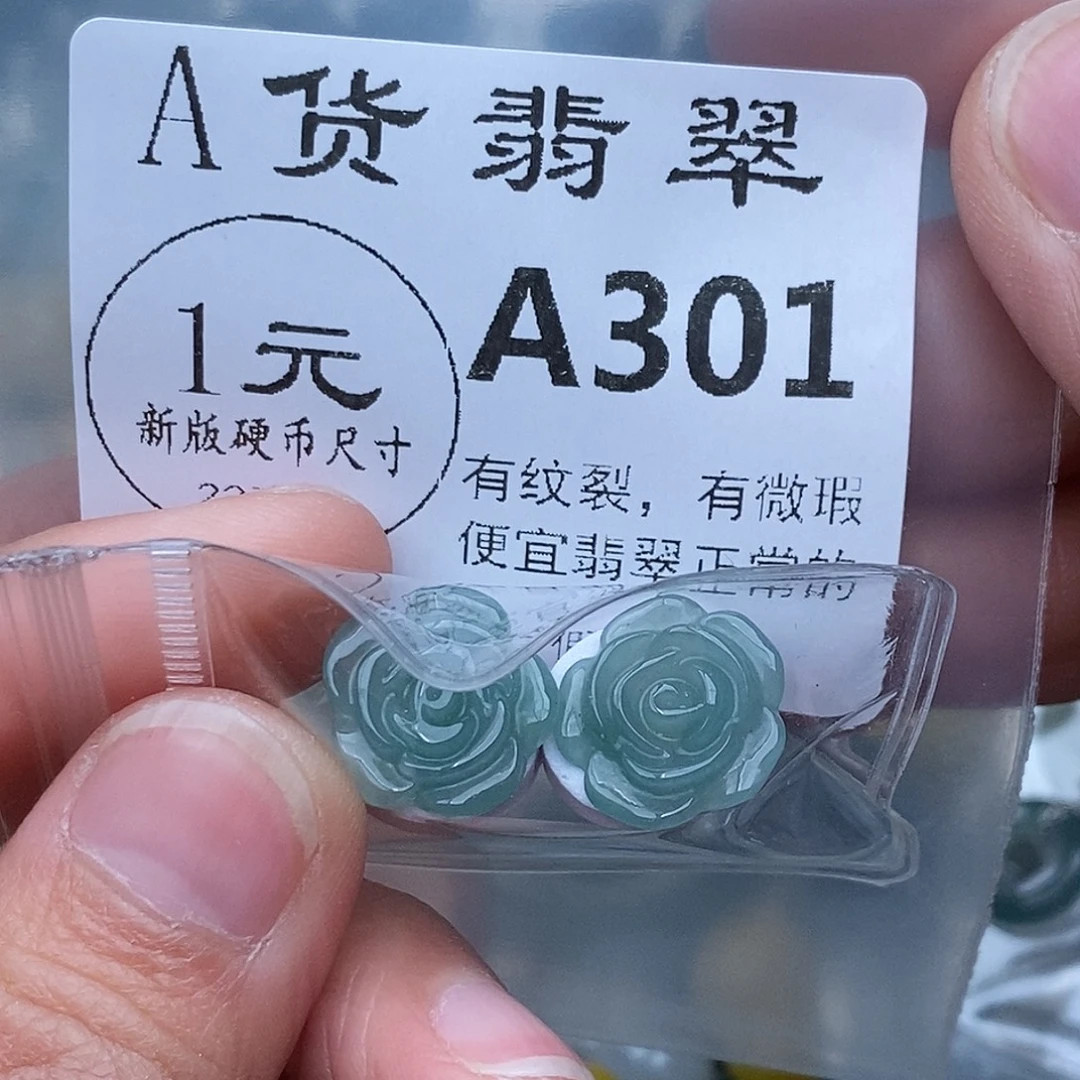 A货翡翠
1元
新版硬币尺寸
A301
有纹裂，有微瑕
便宜翡翠正常的